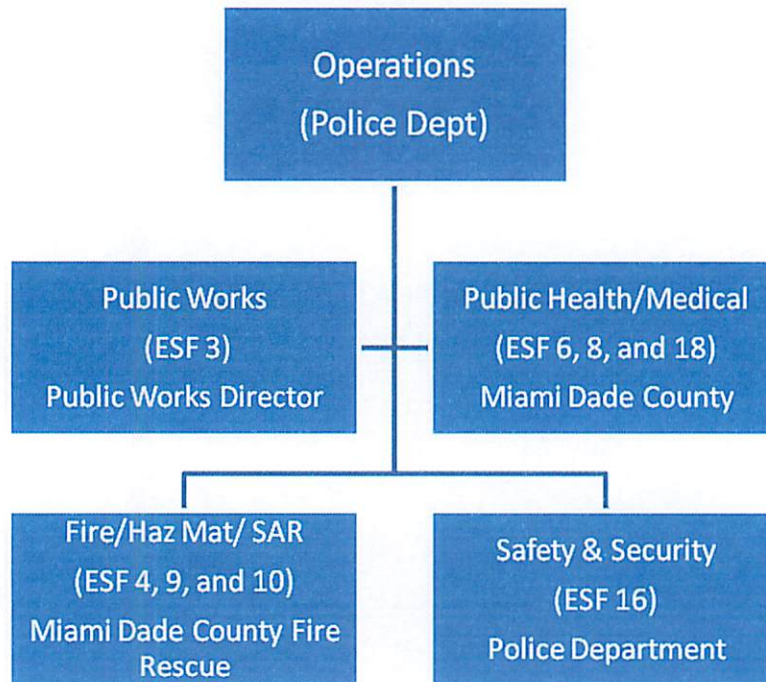 Operations
(Police Dept)
Public Works
(ESF 3)
Public Works Director
Public Health/Medical
(ESF 6, 8, and 18)
Miami Dade County
Fire/Haz Mat/ SAR
(ESF 4, 9, and 10)
Miami Dade County Fire
Rescue
Safety & Security
(ESF 16)
Police Department